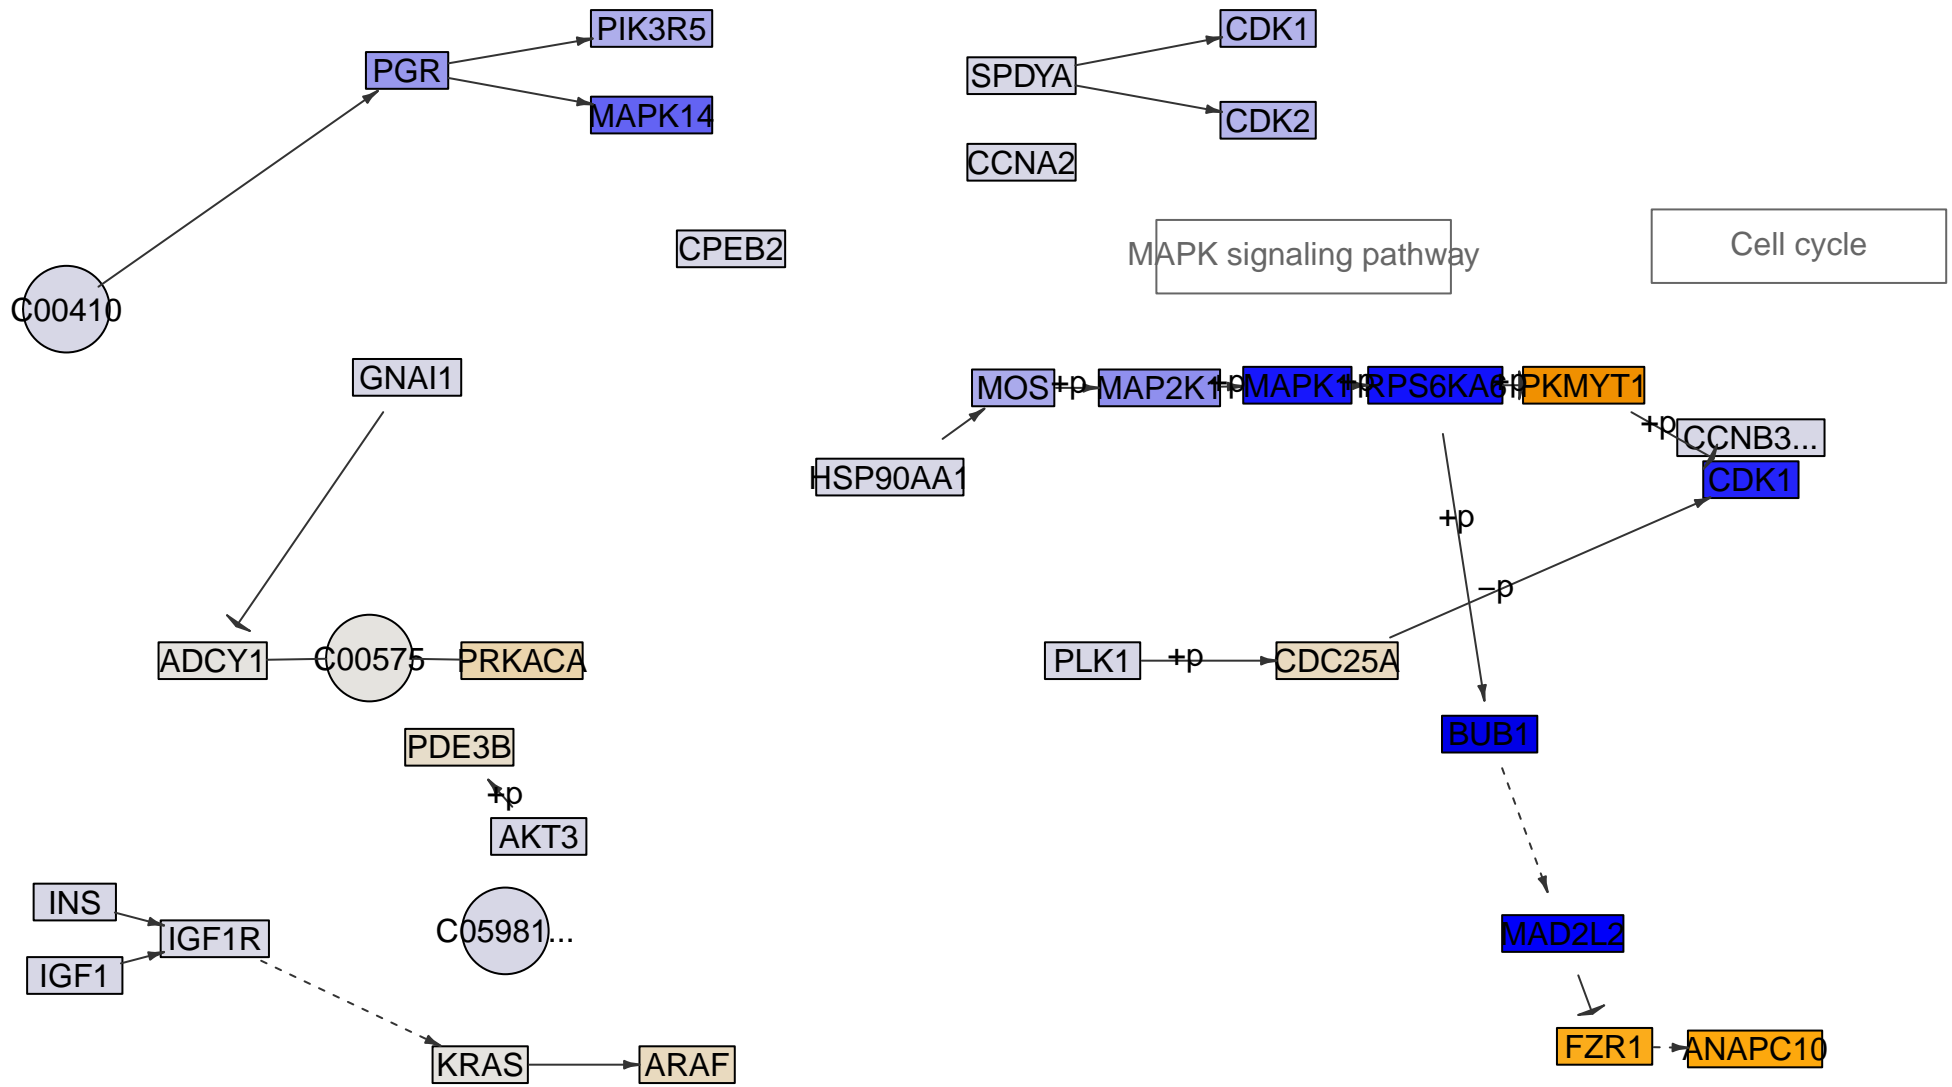 PIK3R5
CDK1
PGR
SPDYA
MAPK14
CDK2
CCNA2
CPEB2
MAPK signaling pathway
Cell cycle
C00410
GNAI1
MOS
+p
MAP2K1
+p
MAPK1
+p
RPS6KA6
+p
PKMYT1
+p
CCNB3...
HSP90AA1
CDK1
+p
−p
ADCY1
C00575
PRKACA
PLK1
+p
CDC25A
BUB1
PDE3B
+p
AKT3
INS
IGF1R
C05981...
MAD2L2
IGF1
FZR1
ANAPC10
KRAS
ARAF